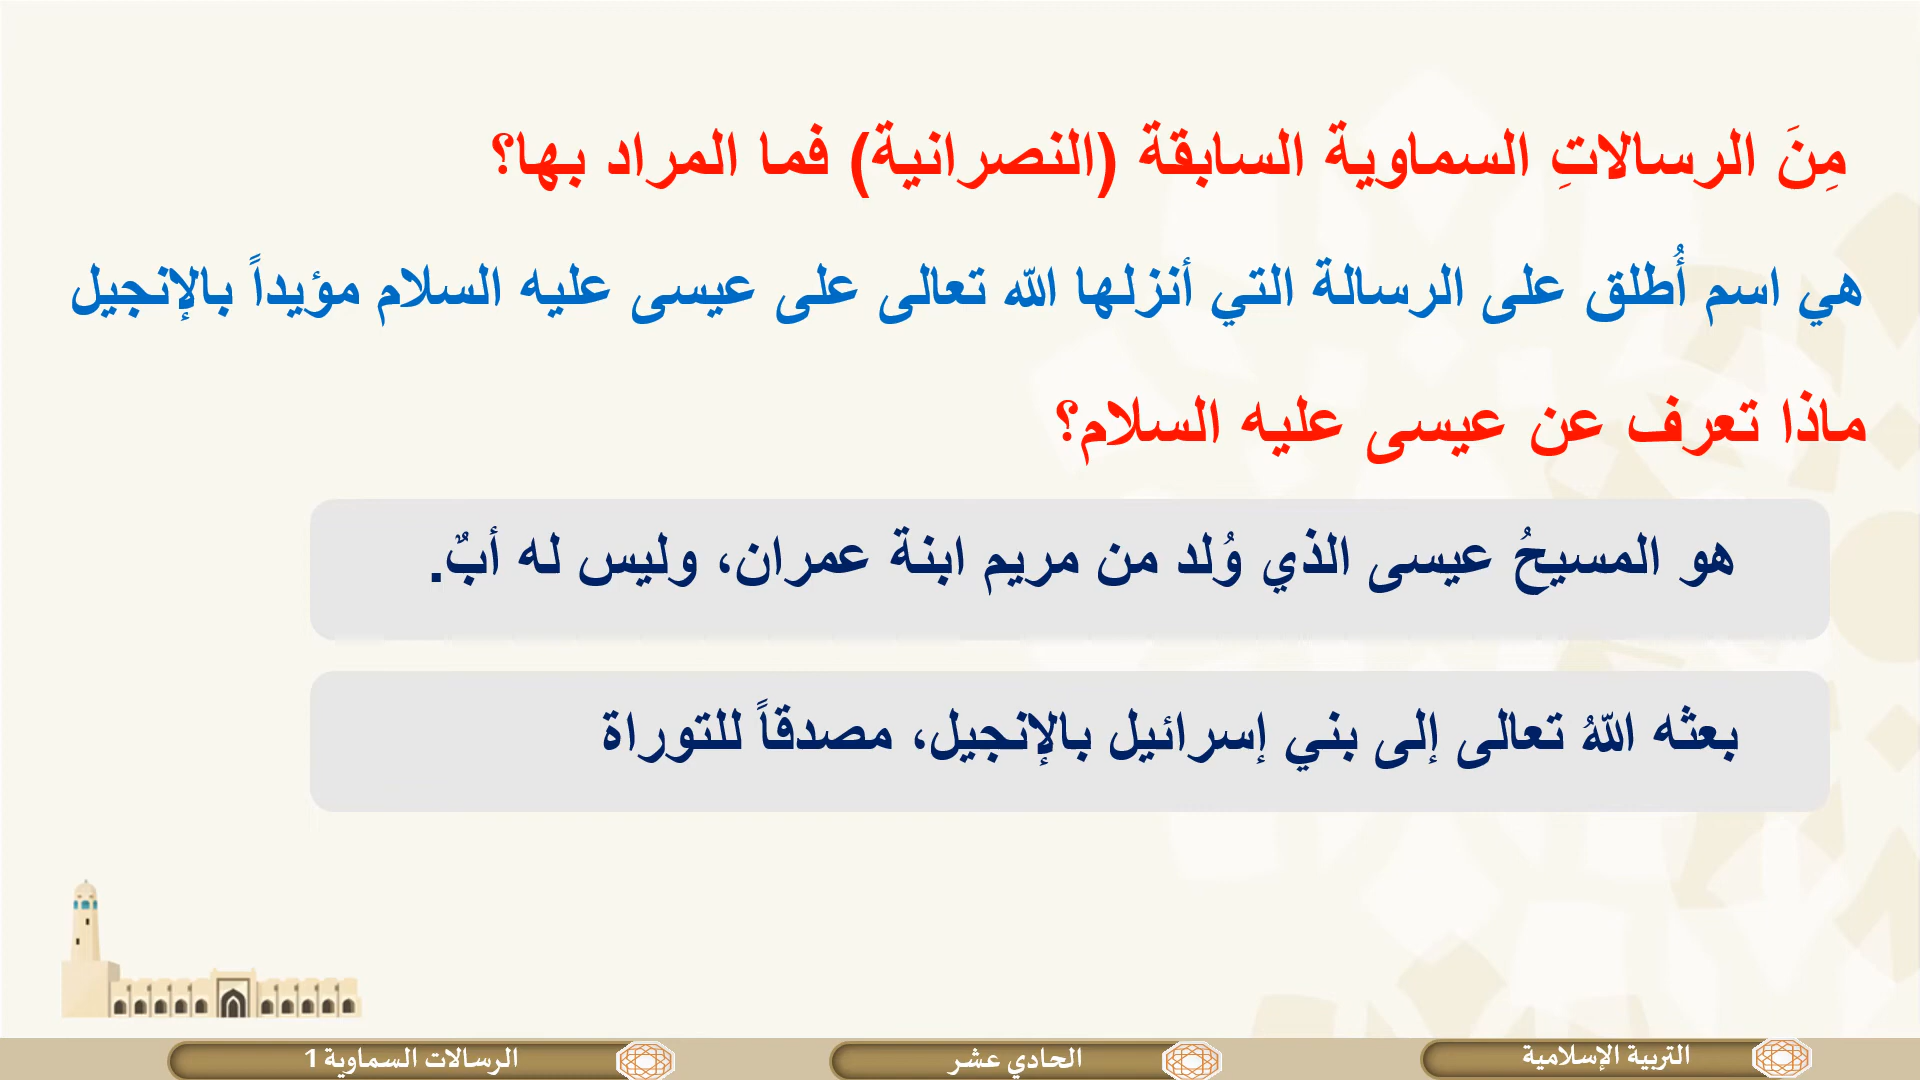 مِنَ الرسالاتِ السماوية السابقة (النصرانية) فما المراد بها؟
هي اسم أُطلق على الرسالة التي أنزلها الله تعالى على عيسى عليه السلام مؤيداً بالإنجيل
ماذا تعرف عن عيسى عليه السلام؟
هو المسيحُ عيسى الذي وُلد من مريم ابنة عمران، وليس له أبٌ.
بعثه اللهُ تعالى إلى بني إسرائيل بالإنجيل، مصدقاً للتوراة
التربية الإسلامية
الحادي عشر
الرسالات السماوية 1